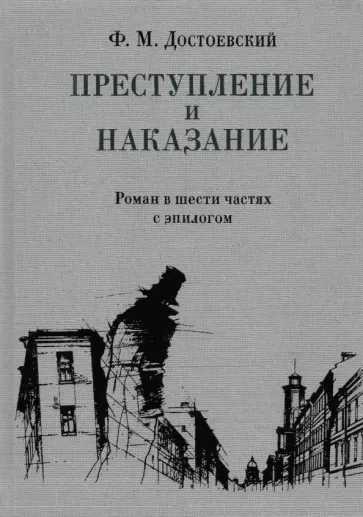 Ф. М. Достоевский
ПРЕСТУПЛЕНИЕ
И
НАКАЗАНИЕ
Роман в шести частях
с эпилогом